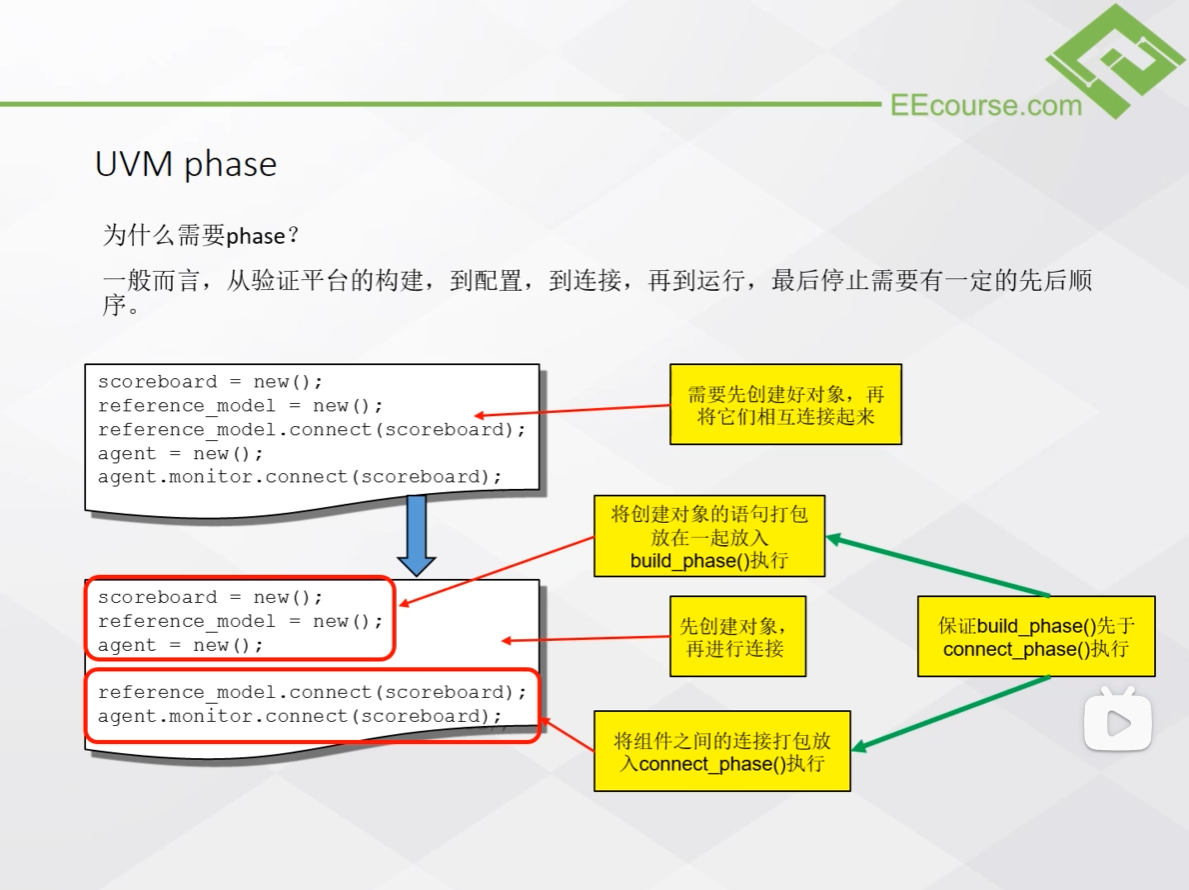 EEcourse.com
UVM phase
为什么需要phase？
一般而言，从验证平台的构建，到配置，到连接，再到运行，最后停止需要有一定的先后顺
序。
scoreboard = new();
reference_model = new();
reference_model.connect(scoreboard);
agent = new();
agent.monitor.connect(scoreboard);
需要先创建好对象，再
将它们相互连接起来
将创建对象的语句打包
放在一起放入
build_phase()执行
scoreboard = new();
reference_model = new();
agent = new();
先创建对象，
再进行连接
保证build_phase()先于
connect_phase()执行
reference_model.connect(scoreboard);
agent.monitor.connect(scoreboard);
将组件之间的连接打包放
入connect_phase()执行